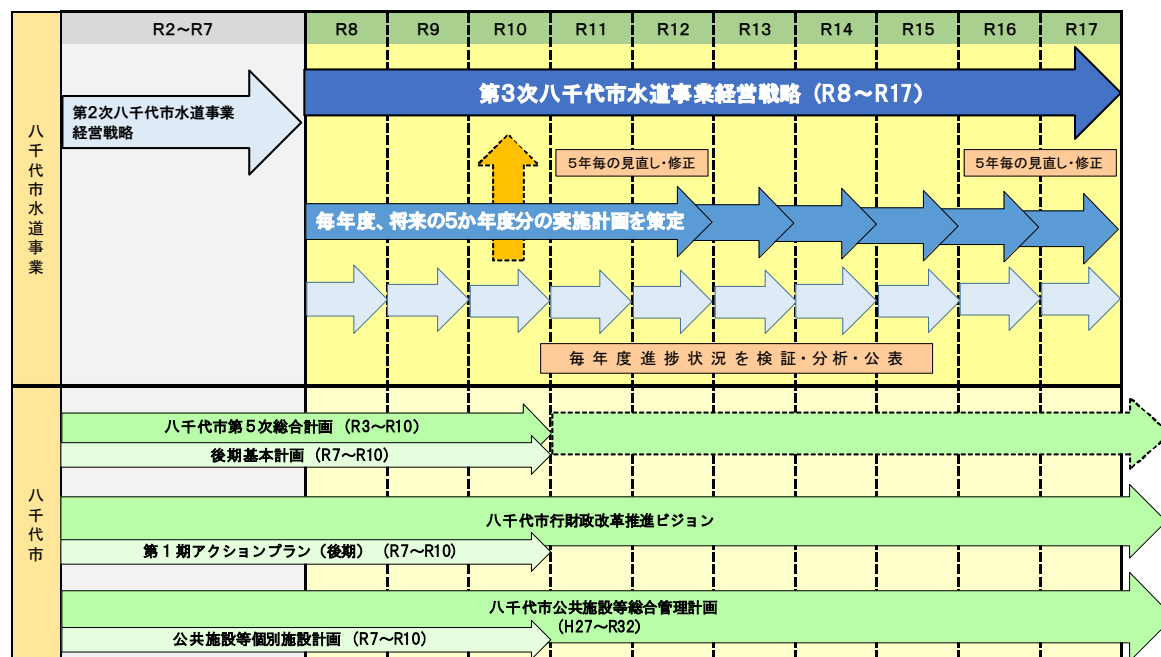 R2～R7
R8
R9
R10
R11
R12
R13
R14
R15
R16
R17
八千代市水道事業
第2次八千代市水道事業
経営戦略
第3次八千代市水道事業経営戦略（R8～R17）
5年毎の見直し・修正
5年毎の見直し・修正
毎年度、将来の5か年度分の実施計画を策定
毎年度進捗状況を検証・分析・公表
八千代市
八千代市第5次総合計画（R3～R10）
後期基本計画（R7～R10）
八千代市行財政改革推進ビジョン
第1期アクションプラン（後期）（R7～R10）
八千代市公共施設等総合管理計画
（H27～R32）
公共施設等個別施設計画（R7～R10）